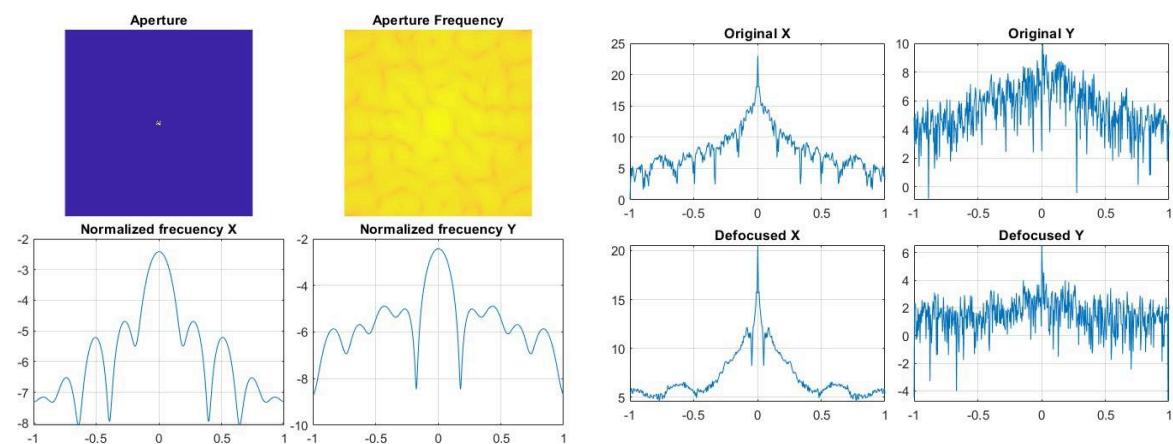 Aperture
Aperture Frequency
Normalized frecuency X
-2
-3
-4
-5
-6
-7
-8
-1 -0.5 0 0.5 1
Normalized frecuency Y
-2
-4
-6
-8
-10
-1 -0.5 0 0.5 1
Original X
25
20
15
10
5
0
-1 -0.5 0 0.5 1
Original Y
10
8
6
4
2
0
-1 -0.5 0 0.5 1
Defocused X
20
15
10
5
-1 -0.5 0 0.5 1
Defocused Y
6
4
2
0
-2
-4
-1 -0.5 0 0.5 1